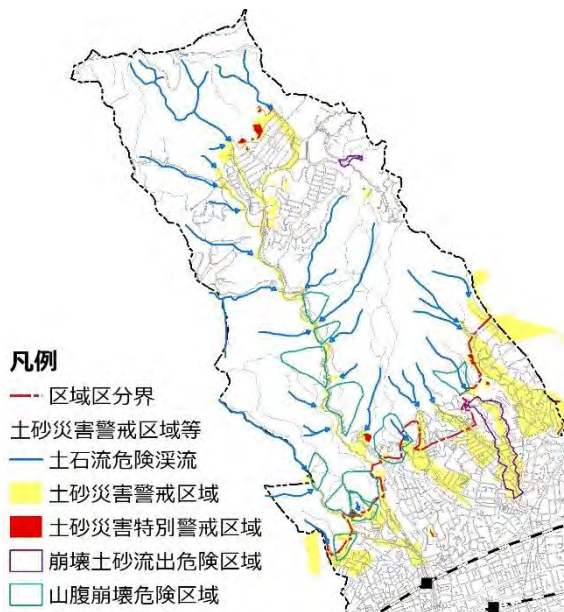 凡例
区域区分界
土砂災害警戒区域等
土石流危険渓流
土砂災害警戒区域
土砂災害特別警戒区域
崩壊土砂流出危険区域
山腹崩壊危険区域